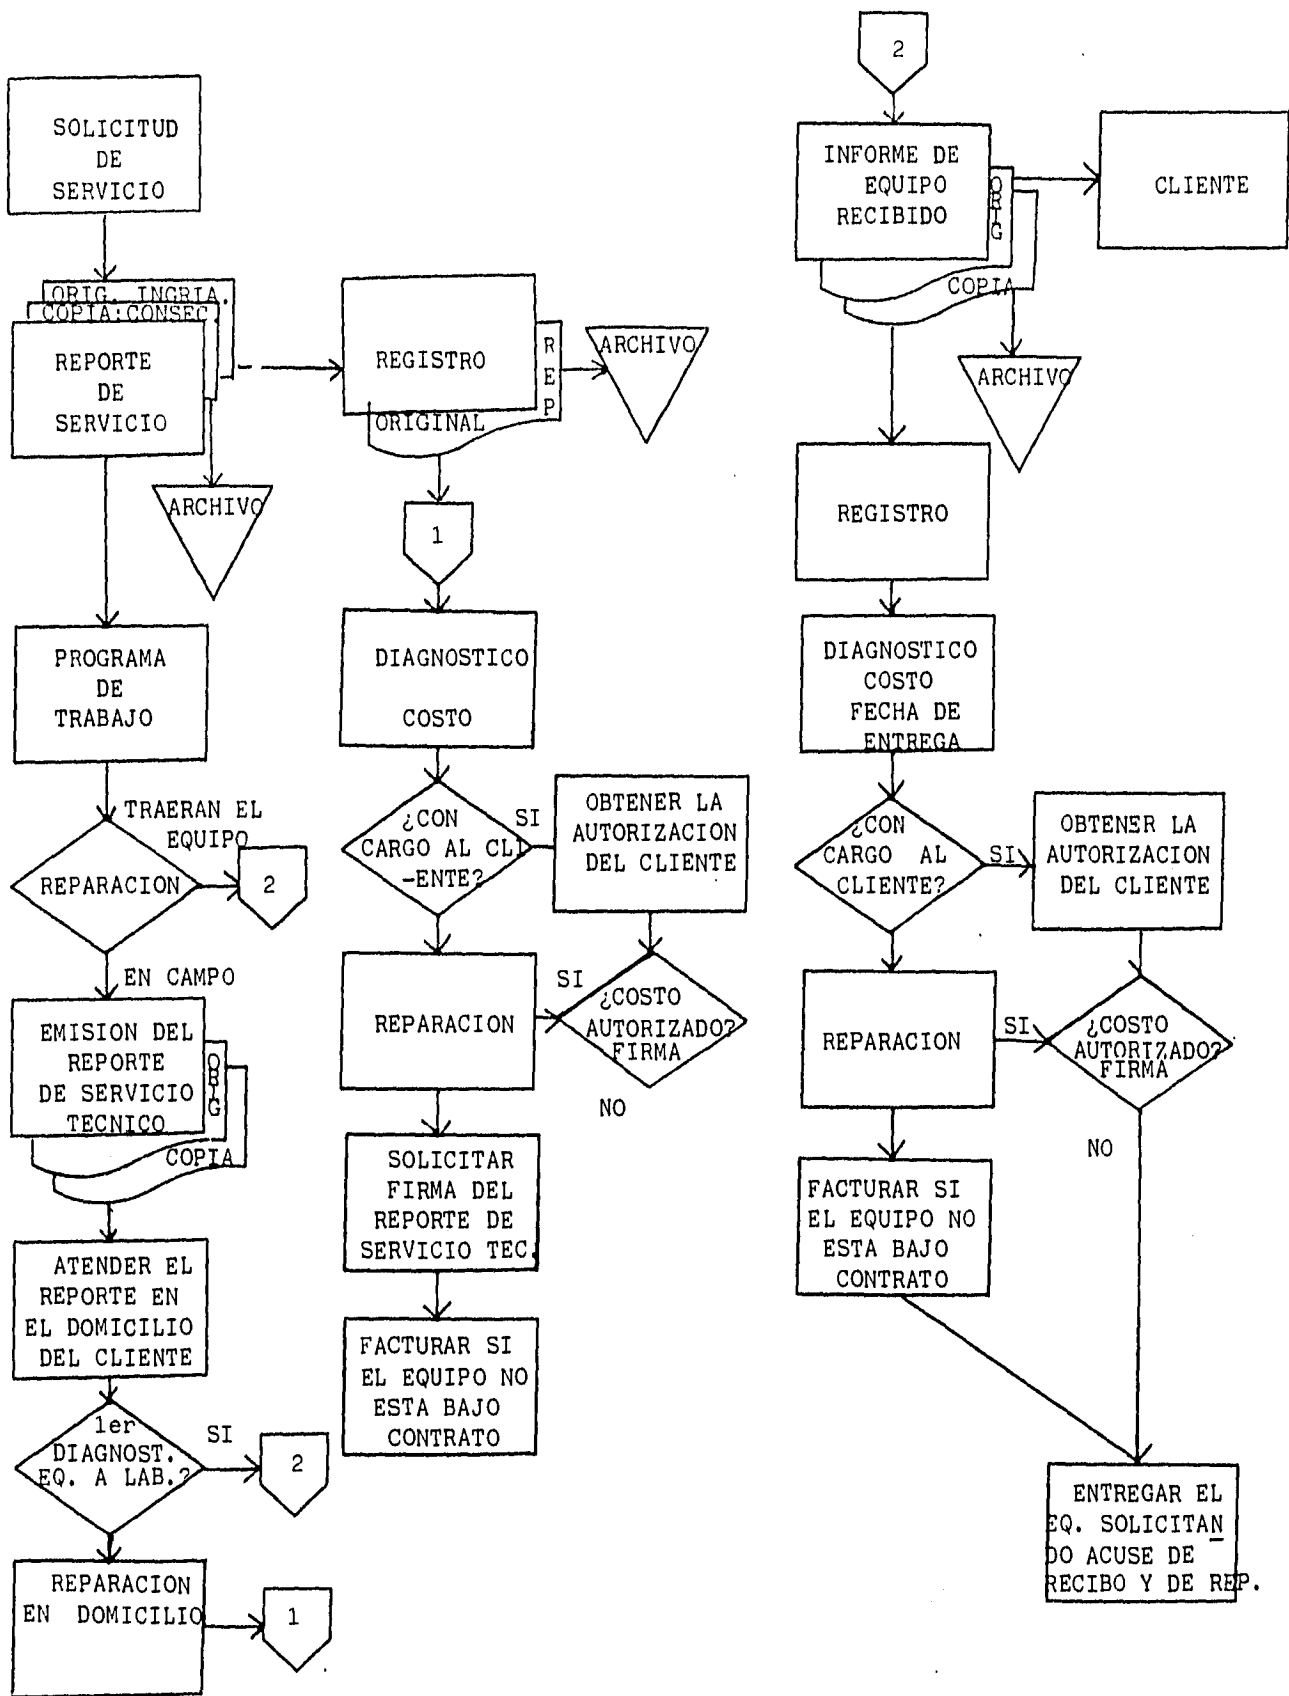 SOLICITUD
DE
SERVICIO
ORIG. INGRIA.
COPIA:CONSEC.
REPORTE
DE
SERVICIO
ARCHIVO
PROGRAMA
DE
TRABAJO
TRAERAN EL
EQUIPO
REPARACION
2
EN CAMPO
EMISION DEL
REPORTE
DE SERVICIO
TECNICO
ORIG
COPIA
ATENDER EL
REPORTE EN
EL DOMICILIO
DEL CLIENTE
1er
DIAGNOST.
EQ. A LAB.?
SI
2
REPARACION
EN DOMICILIO
1
REGISTRO
REP
ORIGINAL
ARCHIVO
1
DIAGNOSTICO
COSTO
¿CON
CARGO AL CLI
-ENTE?
SI
OBTENER LA
AUTORIZACION
DEL CLIENTE
REPARACION
SI
¿COSTO
AUTORIZADO?
FIRMA
NO
SOLICITAR
FIRMA DEL
REPORTE DE
SERVICIO TEC.
FACTURAR SI
EL EQUIPO NO
ESTA BAJO
CONTRATO
2
INFORME DE
EQUIPO
RECIBIDO
ORIG
COPIA
CLIENTE
ARCHIVO
REGISTRO
DIAGNOSTICO
COSTO
FECHA DE
ENTREGA
¿CON
CARGO AL
CLIENTE?
SI
OBTENER LA
AUTORIZACION
DEL CLIENTE
REPARACION
SI
¿COSTO
AUTORIZADO?
FIRMA
NO
FACTURAR SI
EL EQUIPO NO
ESTA BAJO
CONTRATO
ENTREGAR EL
EQ. SOLICITAN
DO ACUSE DE
RECIBO Y DE REP.